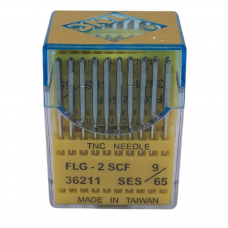 TNC NEEDLE
FLG - 2 SCF 9/
36211 SES / 65
MADE IN TAIWAN